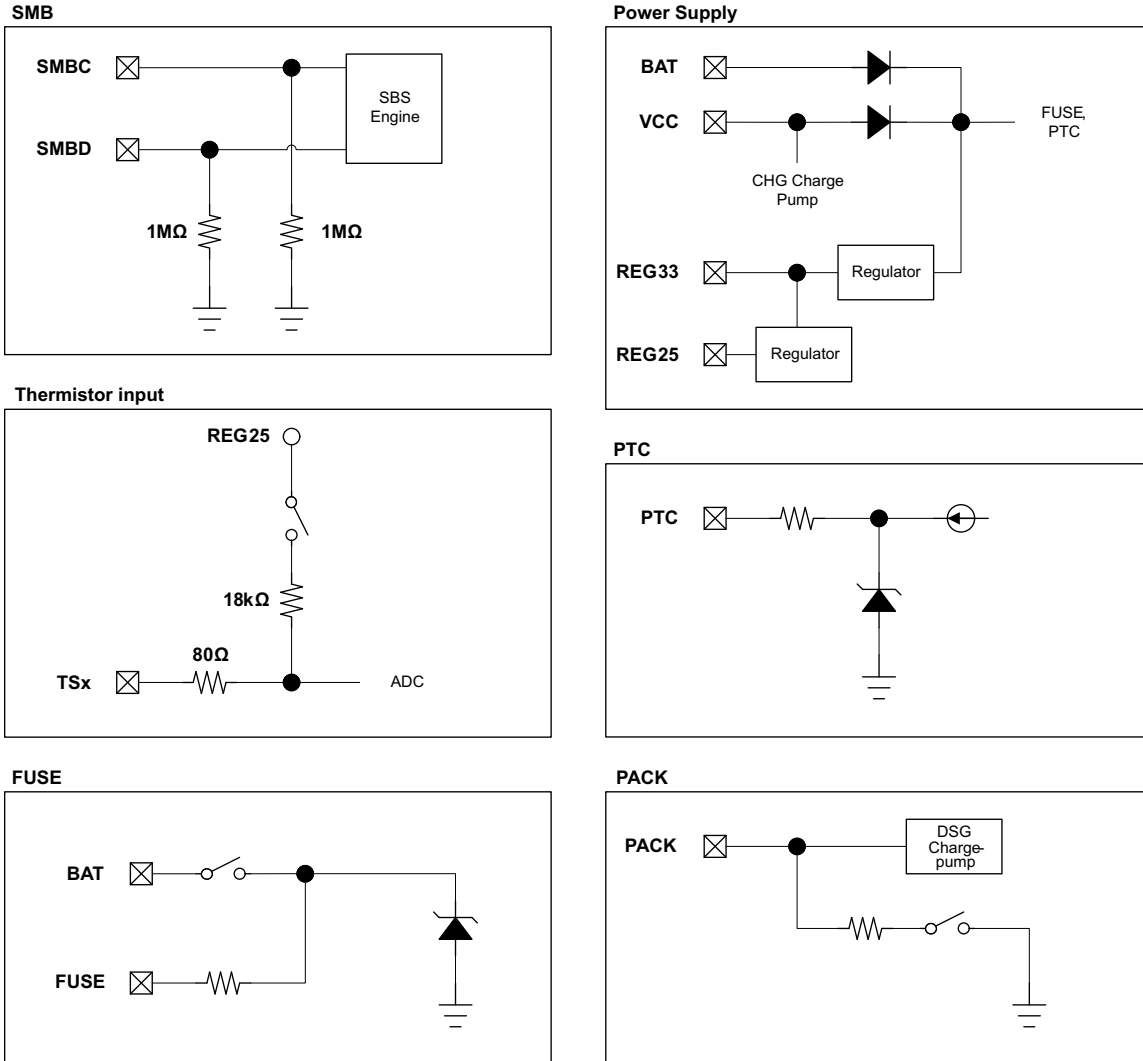 SMB
SMBC
SBS
Engine
SMBD
1MΩ
1MΩ
Power Supply
BAT
VCC
FUSE,
PTC
CHG Charge
Pump
REG33
Regulator
REG25
Regulator
Thermistor input
REG25
18kΩ
80Ω
TSx
ADC
PTC
PTC
FUSE
BAT
FUSE
PACK
PACK
DSG
Charge-
pump